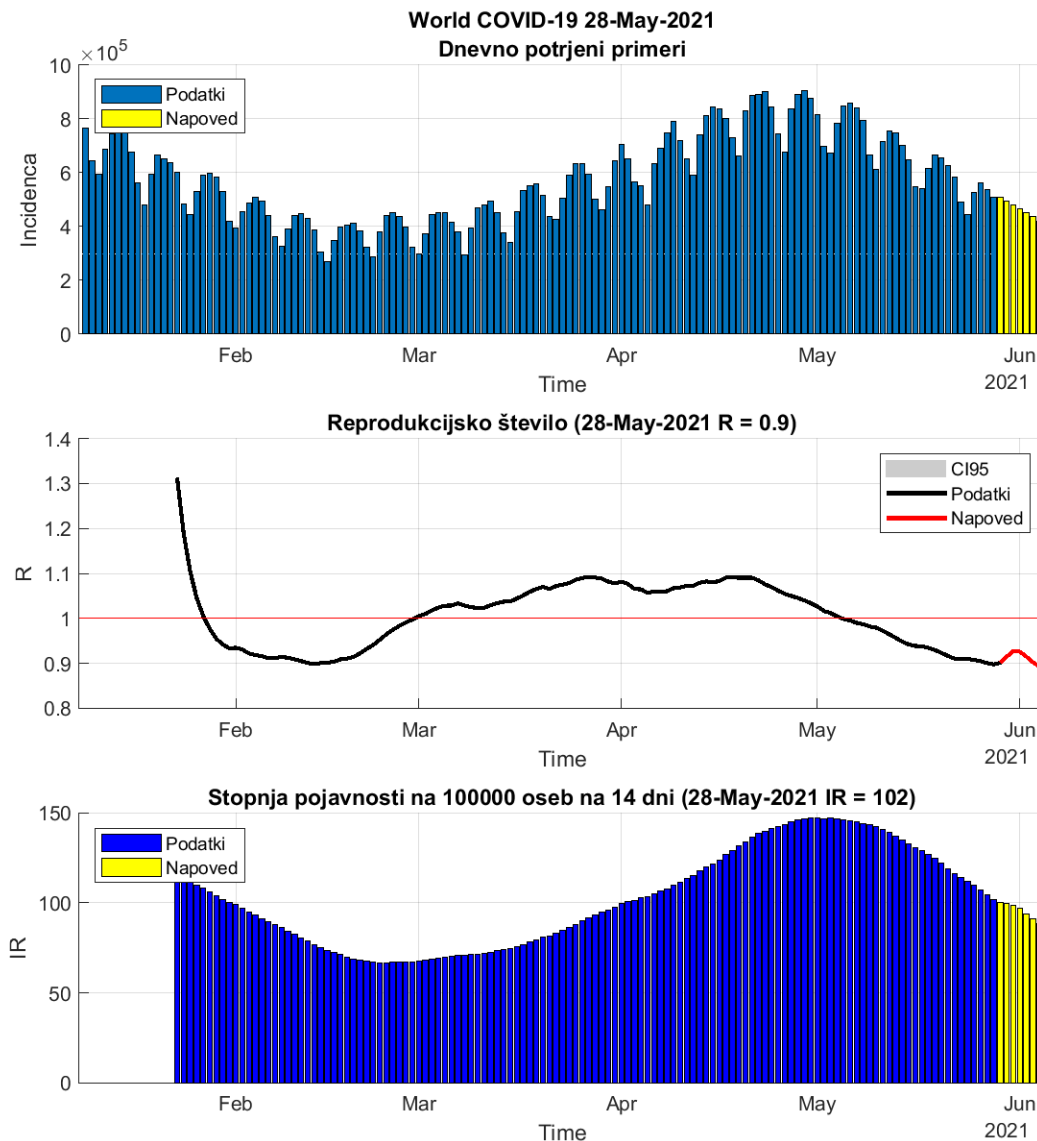 World COVID-19 28-May-2021
Dnevno potrjeni primeri
×10⁵
10
8
6
4
2
0
Incidenca
Podatki
Napoved
Feb
Mar
Apr
May
Jun
Time
2021
Reprodukcijsko število (28-May-2021 R = 0.9)
1.4
1.3
1.2
1.1
1
0.9
0.8
R
CI95
Podatki
Napoved
Feb
Mar
Apr
May
Jun
Time
2021
Stopnja pojavnosti na 100000 oseb na 14 dni (28-May-2021 IR = 102)
150
100
50
0
IR
Podatki
Napoved
Feb
Mar
Apr
May
Jun
Time
2021